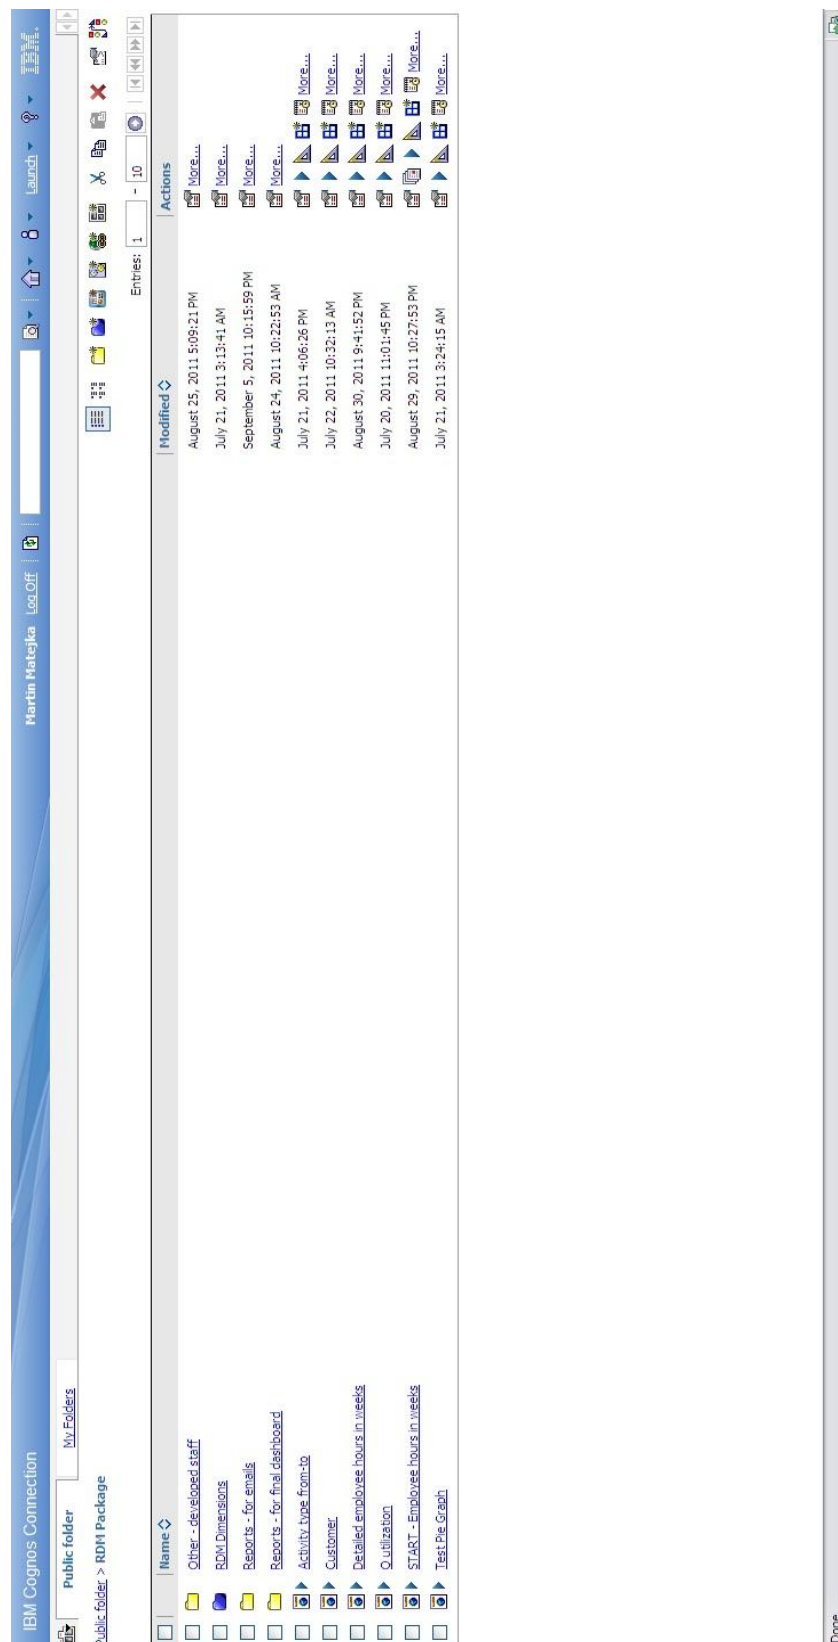 IBM Cognos Connection
Martin Matejka Log Off
Launch
IBM.
Public folder My Folders
Public folder > RDM Package
Entries: 1 - 10
Name Modified Actions
Other - developed staff August 25, 2011 5:09:21 PM More...
RDM Dimensions July 21, 2011 3:13:41 AM More...
Reports - for emails September 5, 2011 10:15:59 PM More...
Reports - for final dashboard August 24, 2011 10:22:53 AM More...
Activity type from-to July 21, 2011 4:06:26 PM More...
Customer July 22, 2011 10:32:13 AM More...
Detailed employee hours in weeks August 30, 2011 9:41:52 PM More...
Q utilization July 20, 2011 11:01:45 PM More...
START - Employee hours in weeks August 29, 2011 10:27:53 PM More...
Test Pie Graph July 21, 2011 3:24:15 AM More...
Done